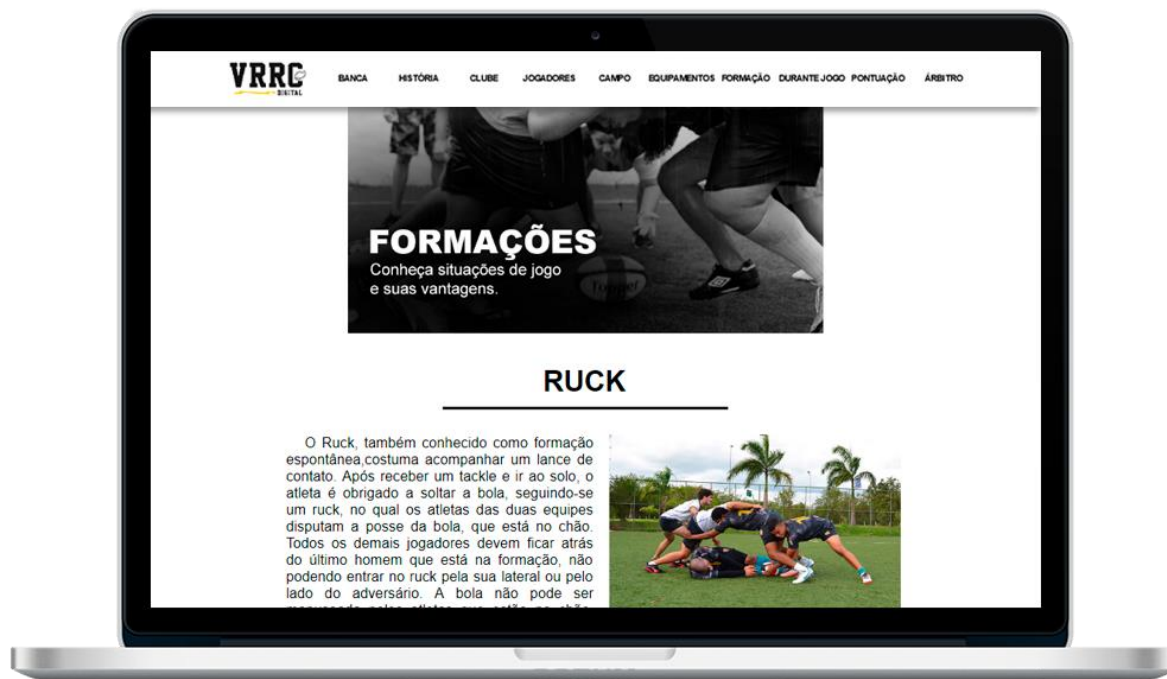 VRRC
DIGITAL
BANCA HISTÓRIA CLUBE JOGADORES CAMPO EQUIPAMENTOS FORMAÇÃO DURANTE JOGO PONTUAÇÃO ÁRBITRO
FORMAÇÕES
Conheça situações de jogo
e suas vantagens.
Topper
RUCK
O Ruck, também conhecido como formação
espontânea,costuma acompanhar um lance de
contato. Após receber um tackle e ir ao solo, o
atleta é obrigado a soltar a bola, seguindo-se
um ruck, no qual os atletas das duas equipes
disputam a posse da bola, que está no chão.
Todos os demais jogadores devem ficar atrás
do último homem que está na formação, não
podendo entrar no ruck pela sua lateral ou pelo
lado do adversário. A bola não pode ser